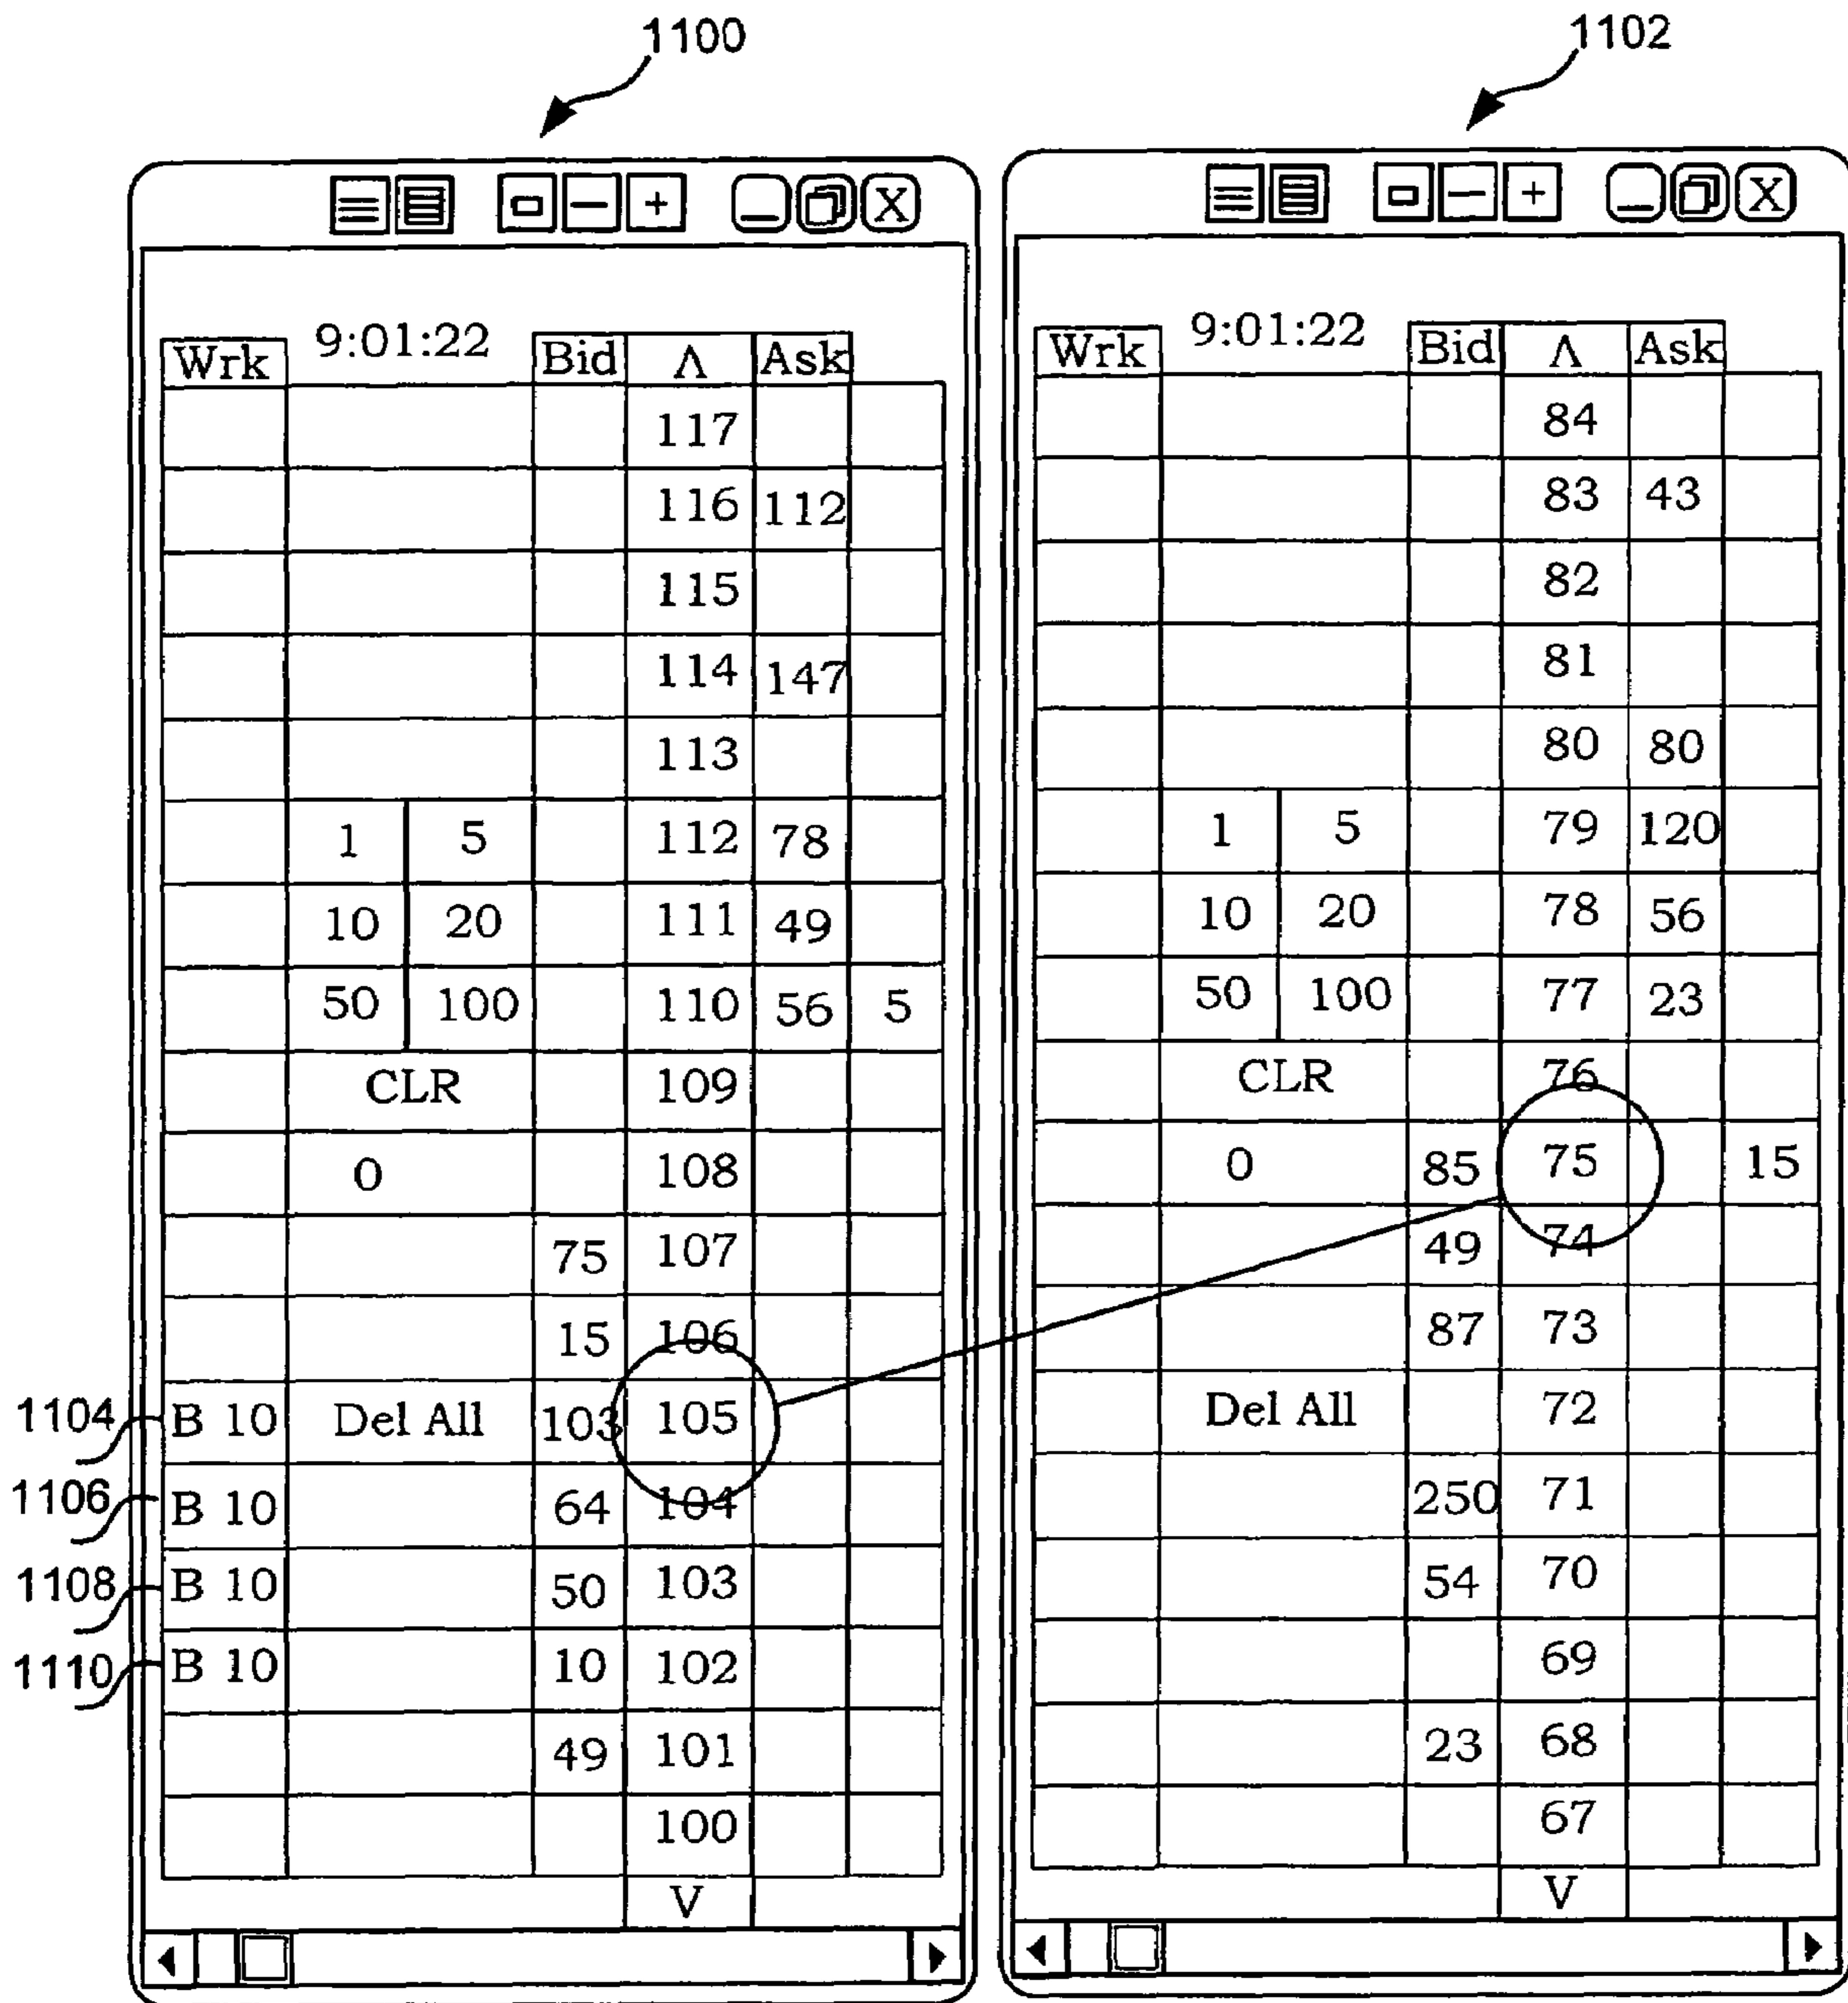 1100
1102
X
X
Wrk 9:01:22 Bid Λ Ask
117
116 112
115
114 147
113
1 5 112 78
10 20 111 49
50 100 110 56 5
CLR 109
0 108
75 107
15 106
1104 B 10 Del All 103 105
1106 B 10 64 104
1108 B 10 50 103
1110 B 10 10 102
49 101
100
V
Wrk 9:01:22 Bid Λ Ask
84
83 43
82
81
80 80
1 5 79 120
10 20 78 56
50 100 77 23
CLR 76
0 85 75 15
49 74
87 73
Del All 72
250 71
54 70
69
23 68
67
V